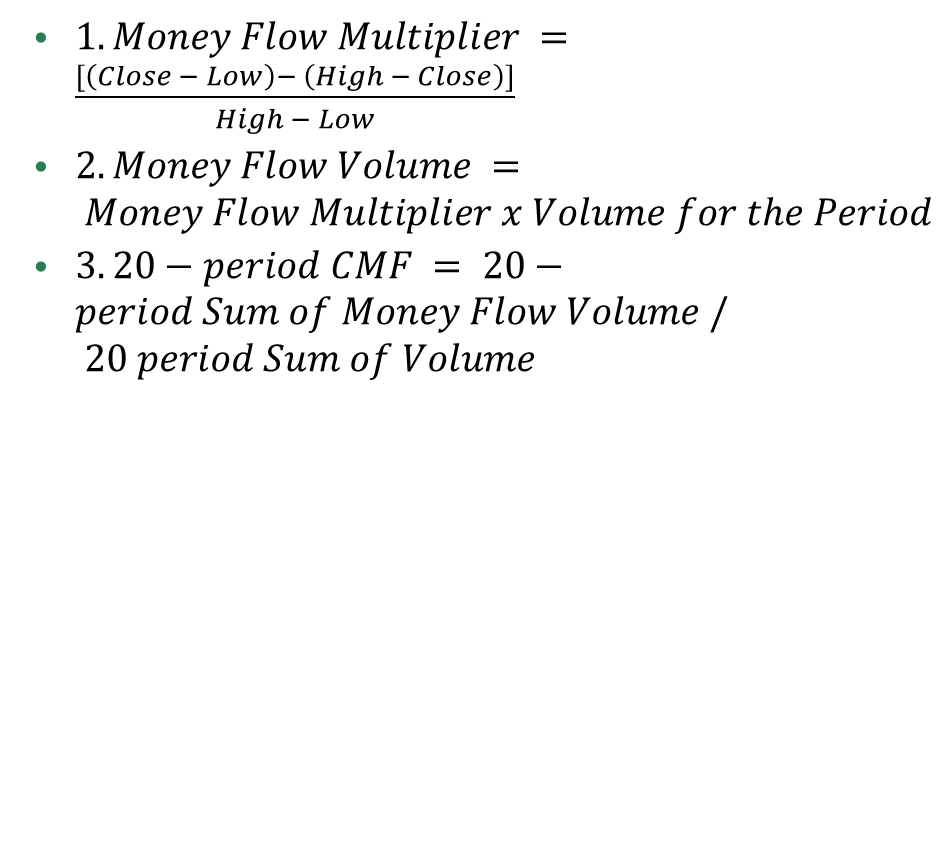 • 1. Money Flow Multiplier =
[(Close − Low)− (High − Close)]
High − Low
• 2. Money Flow Volume =
Money Flow Multiplier x Volume for the Period
• 3. 20 − period CMF = 20 −
period Sum of Money Flow Volume /
20 period Sum of Volume